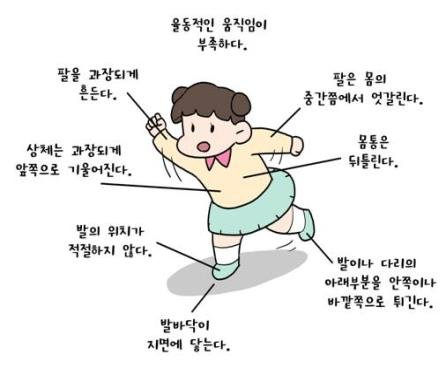 율동적인 움직임이
부족하다.
팔을 과장되게
흔든다.
팔은 몸의
중간쯤에서 엇갈린다.
상체는 과장되게
앞쪽으로 기울어진다.
몸통은
뒤틀린다.
발의 위치가
적절하지 않다.
발이나 다리의
아래부분을 안쪽이나
바깥쪽으로 튀긴다.
발바닥이
지면에 닿는다.